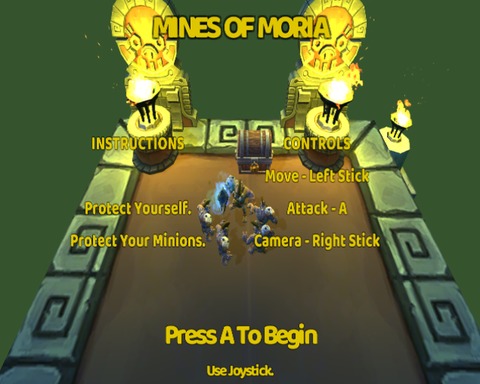 MINES OF MORIA
INSTRUCTIONS
CONTROLS
Move - Left Stick
Protect Yourself.
Attack - A
Protect Your Minions.
Camera - Right Stick
Press A To Begin
Use Joystick.